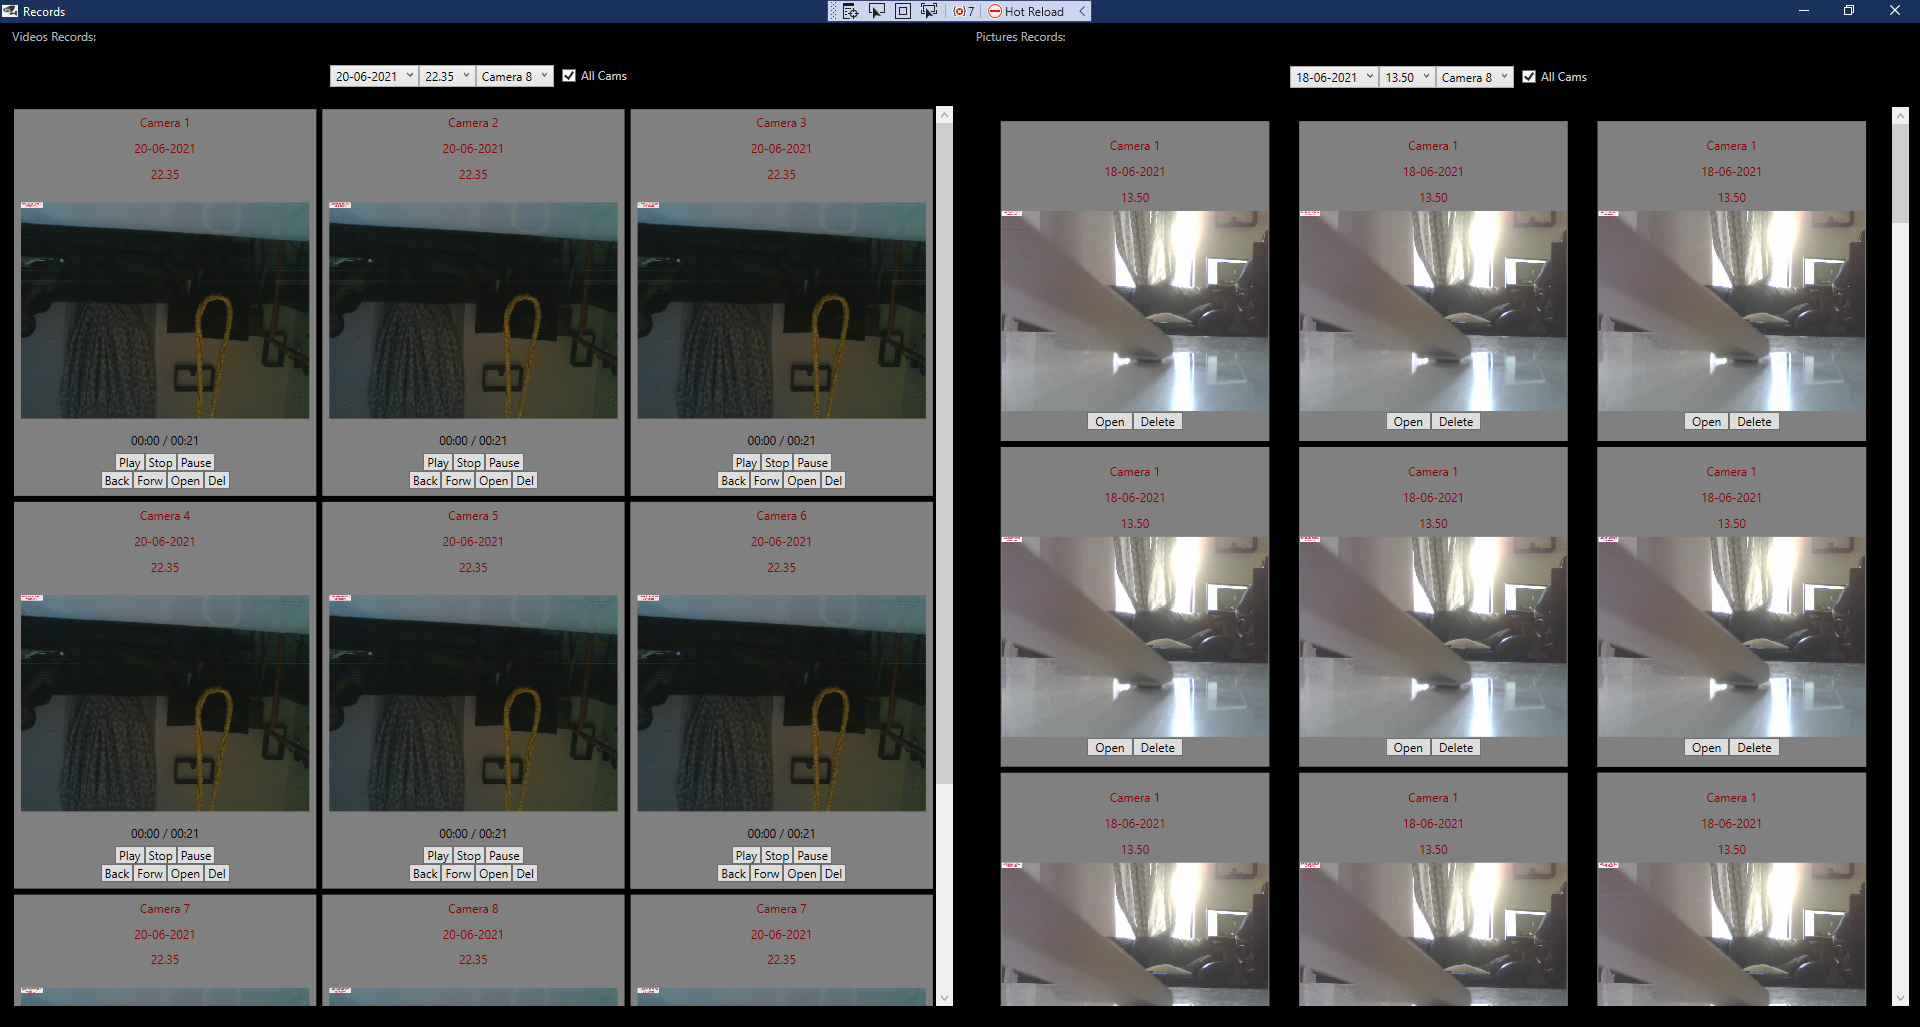 Records
7 Hot Reload
Videos Records:
20-06-2021 22.35 Camera 8 All Cams
Camera 1
20-06-2021
22.35
00:00 / 00:21
Play Stop Pause
Back Forw Open Del
Camera 2
20-06-2021
22.35
00:00 / 00:21
Play Stop Pause
Back Forw Open Del
Camera 3
20-06-2021
22.35
00:00 / 00:21
Play Stop Pause
Back Forw Open Del
Camera 4
20-06-2021
22.35
00:00 / 00:21
Play Stop Pause
Back Forw Open Del
Camera 5
20-06-2021
22.35
00:00 / 00:21
Play Stop Pause
Back Forw Open Del
Camera 6
20-06-2021
22.35
00:00 / 00:21
Play Stop Pause
Back Forw Open Del
Camera 7
20-06-2021
22.35
Camera 8
20-06-2021
22.35
Camera 7
20-06-2021
22.35
Pictures Records:
18-06-2021 13.50 Camera 8 All Cams
Camera 1
18-06-2021
13.50
Open Delete
Camera 1
18-06-2021
13.50
Open Delete
Camera 1
18-06-2021
13.50
Open Delete
Camera 1
18-06-2021
13.50
Open Delete
Camera 1
18-06-2021
13.50
Open Delete
Camera 1
18-06-2021
13.50
Open Delete
Camera 1
18-06-2021
13.50
Camera 1
18-06-2021
13.50
Camera 1
18-06-2021
13.50